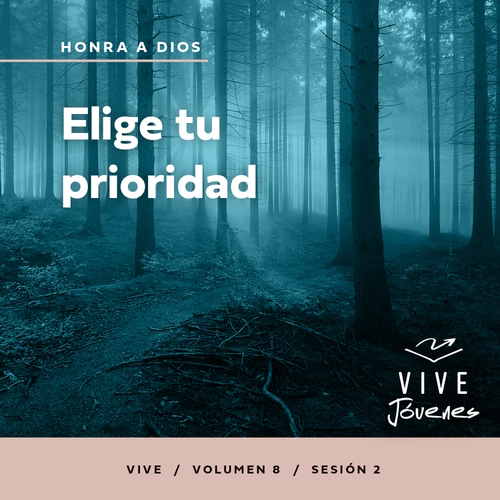 HONRA A DIOS
Elige tu
prioridad
VIVE
Jóvenes
VIVE / VOLUMEN 8 / SESIÓN 2